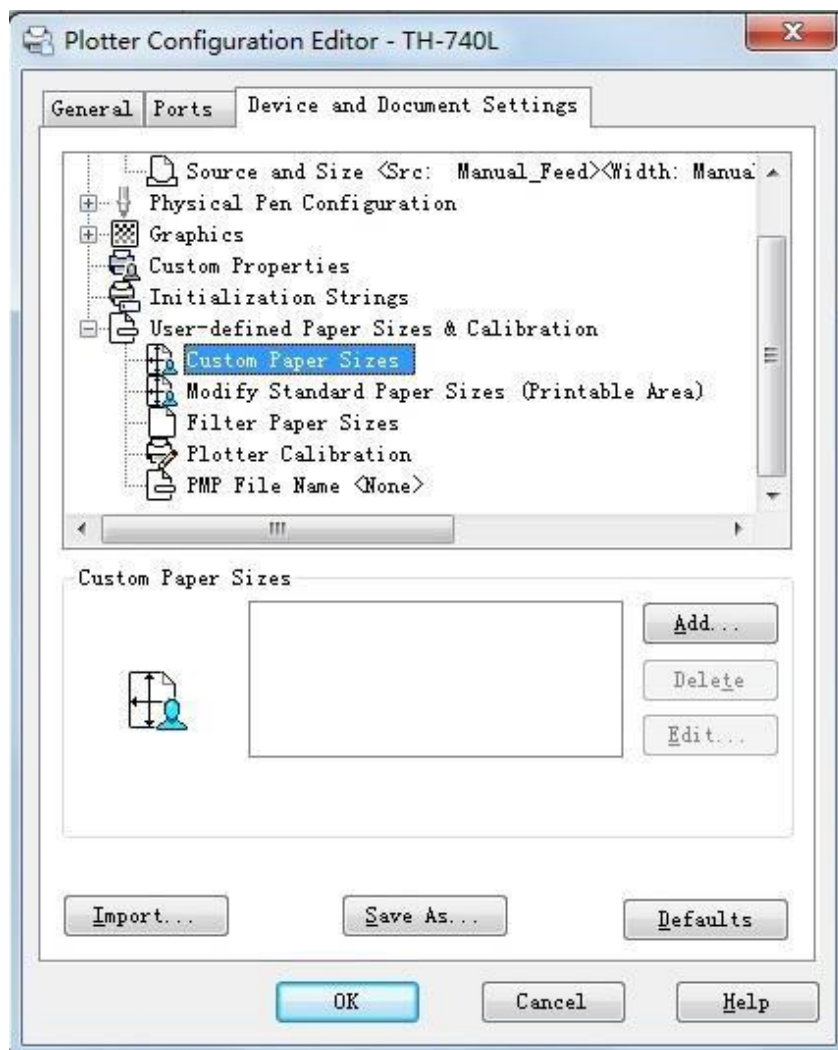 Plotter Configuration Editor - TH-740L
General Ports Device and Document Settings
Source and Size <Src: Manual_Feed><Width: Manua
Physical Pen Configuration
Graphics
Custom Properties
Initialization Strings
User-defined Paper Sizes & Calibration
Custom Paper Sizes
Modify Standard Paper Sizes (Printable Area)
Filter Paper Sizes
Plotter Calibration
PMP File Name <None>
Custom Paper Sizes
Add...
Delete
Edit...
Import... Save As... Defaults
OK Cancel Help